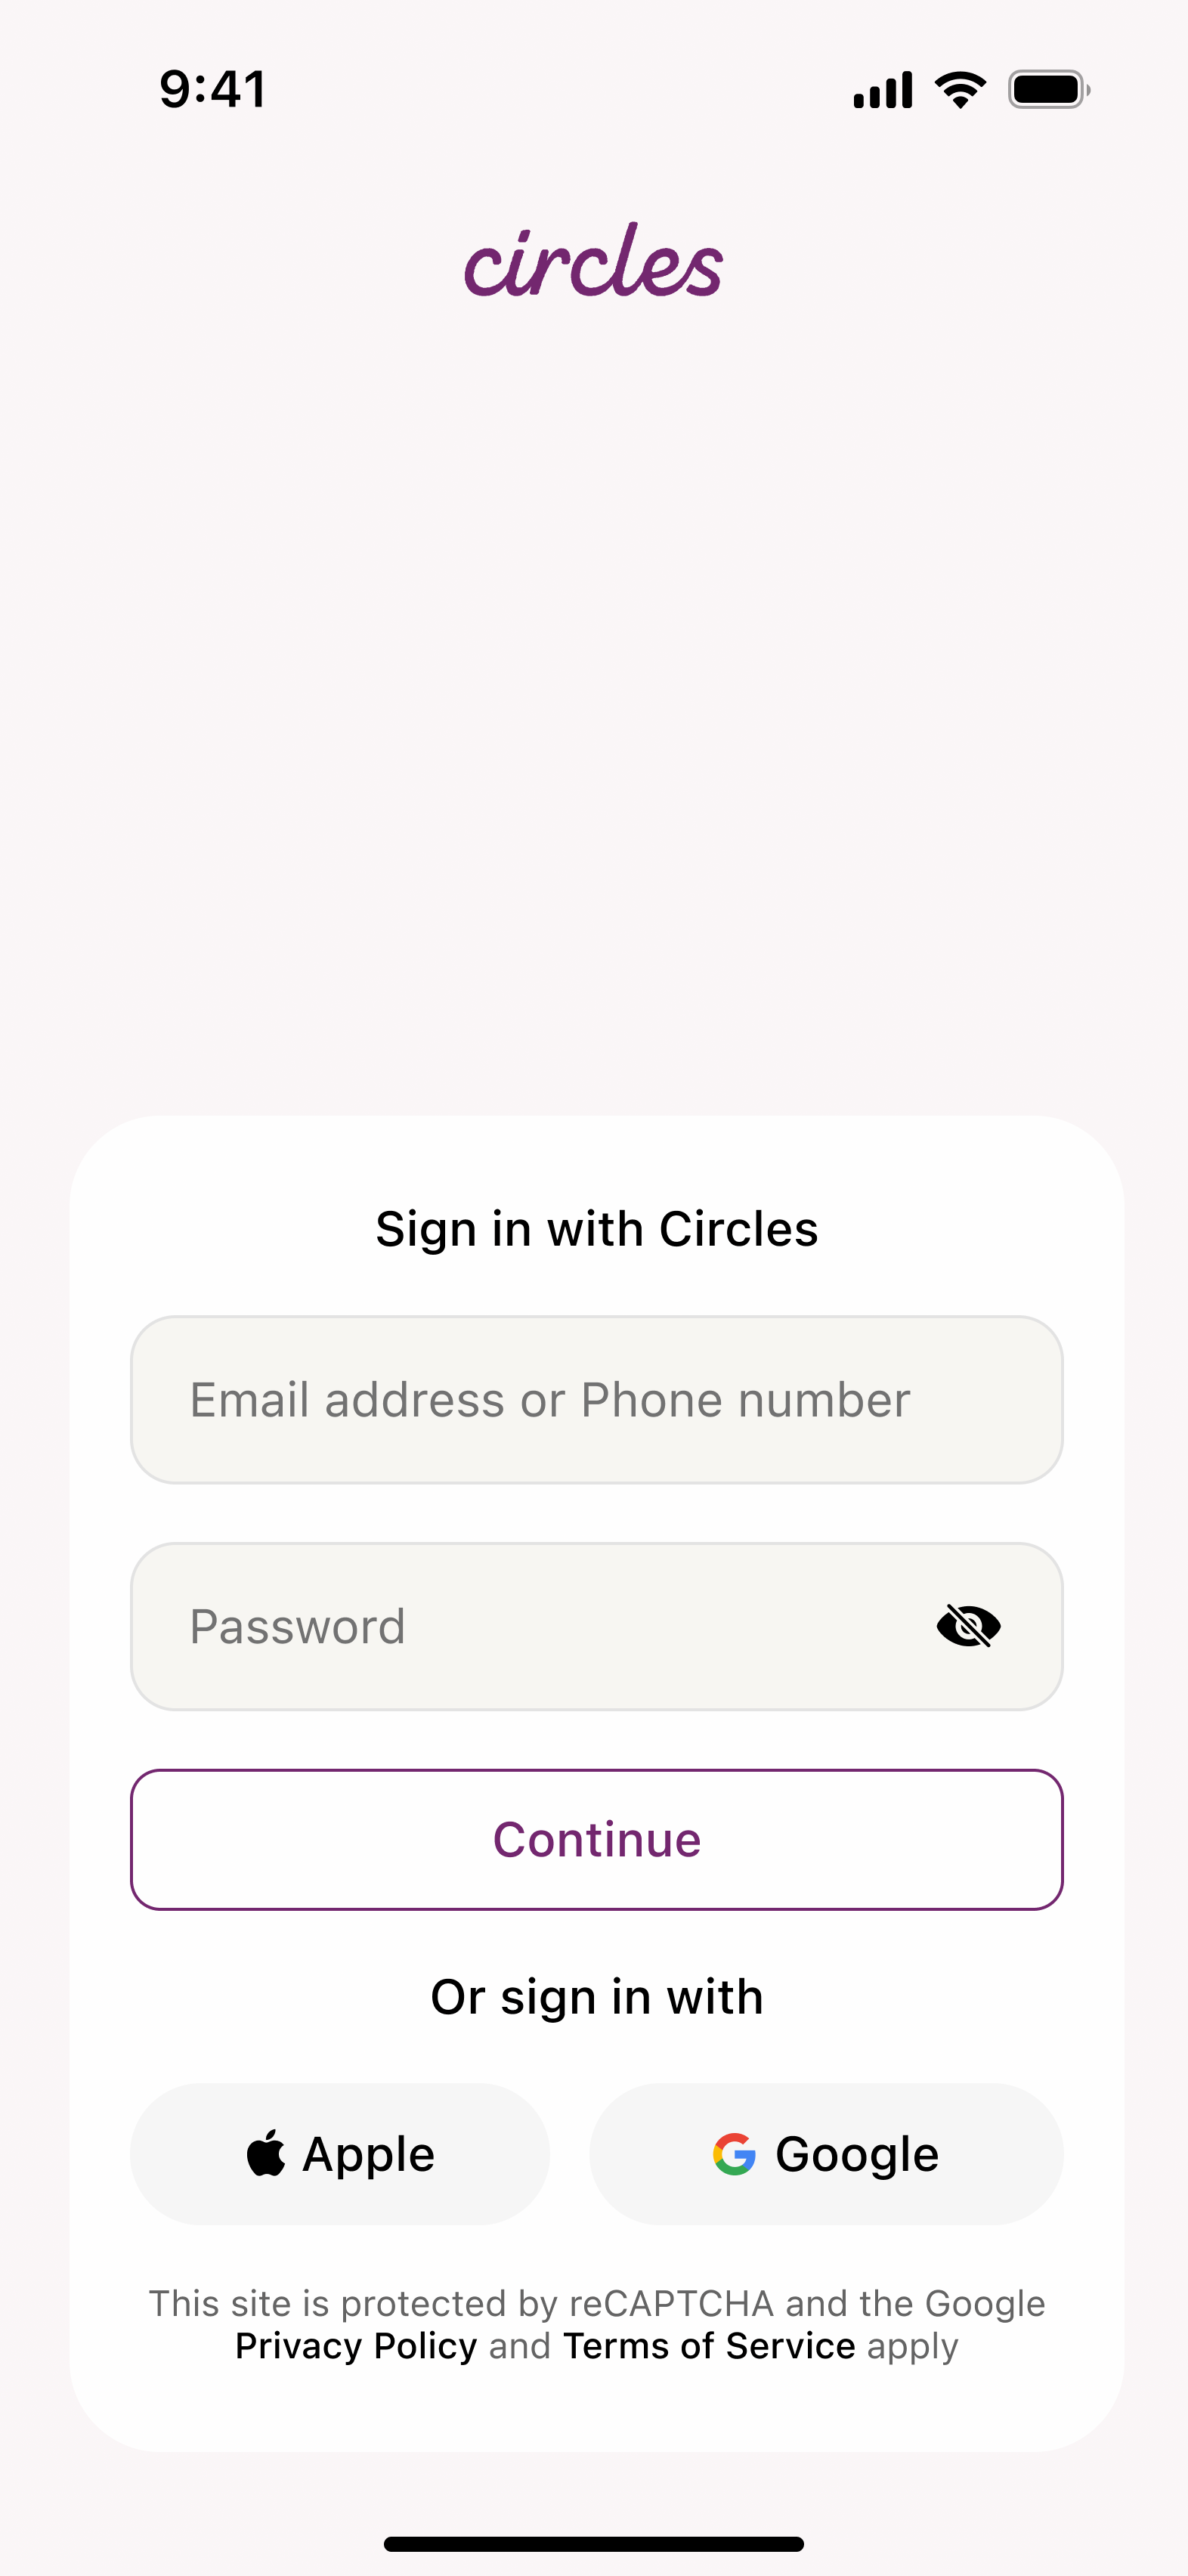 9:41
circles
Sign in with Circles
Email address or Phone number
Password
Continue
Or sign in with
Apple
Google
This site is protected by reCAPTCHA and the Google
Privacy Policy and Terms of Service apply